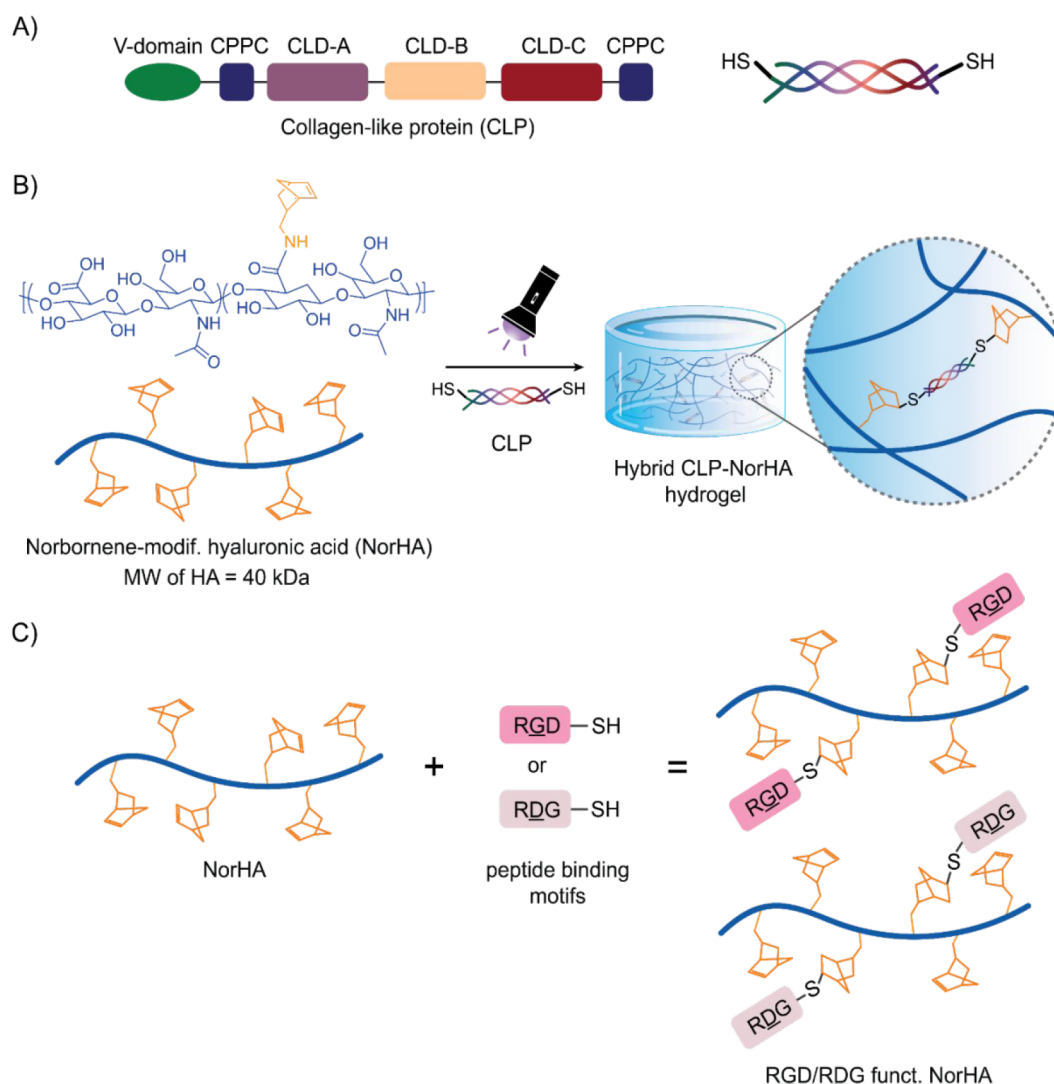 A)
V-domain CPPC CLD-A CLD-B CLD-C CPPC
Collagen-like protein (CLP)
HS SH
B)
NH
O
OH
O OH
HO
O
HO
OH
O
HO
NH
O
O
HO
OH
O
OH
O
HO
NH
O
O
HS SH
CLP
S
S
Hybrid CLP-NorHA
hydrogel
Norbornene-modif. hyaluronic acid (NorHA)
MW of HA = 40 kDa
C)
NorHA
+
RGD SH
or
RDG SH
peptide binding
motifs
=
RGD
S
S
RGD
RDG
S
S
RDG
RGD/RDG funct. NorHA